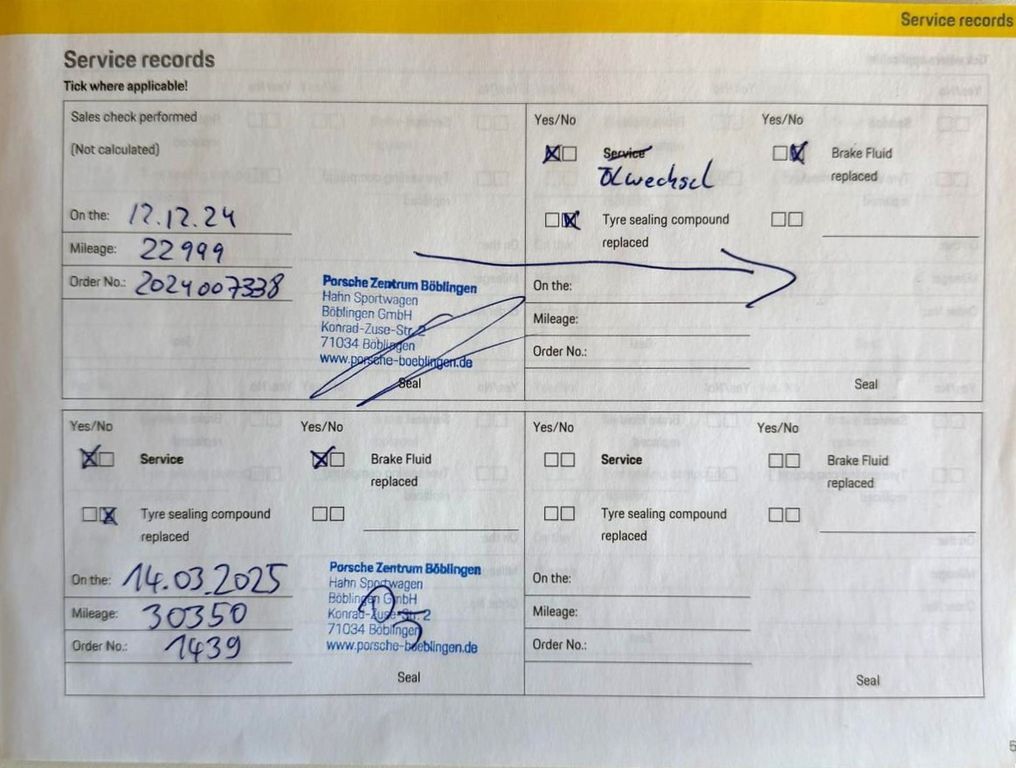 Service records
Service records
Tick where applicable!
Sales check performed
(Not calculated)
On the: 12.12.24
Mileage: 22999
Order No.: 2024007338
Porsche Zentrum Böblingen
Hahn Sportwagen
Böblingen GmbH
Konrad-Zuse-Str. 2
71034 Böblingen
www.porsche-boeblingen.de
Seal
Yes/No Yes/No
Service Brake Fluid
replaced
Ölwechsel
Tyre sealing compound
replaced
On the:
Mileage:
Order No.:
Seal
Yes/No Yes/No
Service Brake Fluid
replaced
Tyre sealing compound
replaced
On the: 14.03.2025
Mileage: 30350
Order No.: 1439
Porsche Zentrum Böblingen
Hahn Sportwagen
Böblingen GmbH
Konrad-Zuse-Str. 2
71034 Böblingen
www.porsche-boeblingen.de
Seal
Yes/No Yes/No
Service Brake Fluid
replaced
Tyre sealing compound
replaced
On the:
Mileage:
Order No.:
Seal